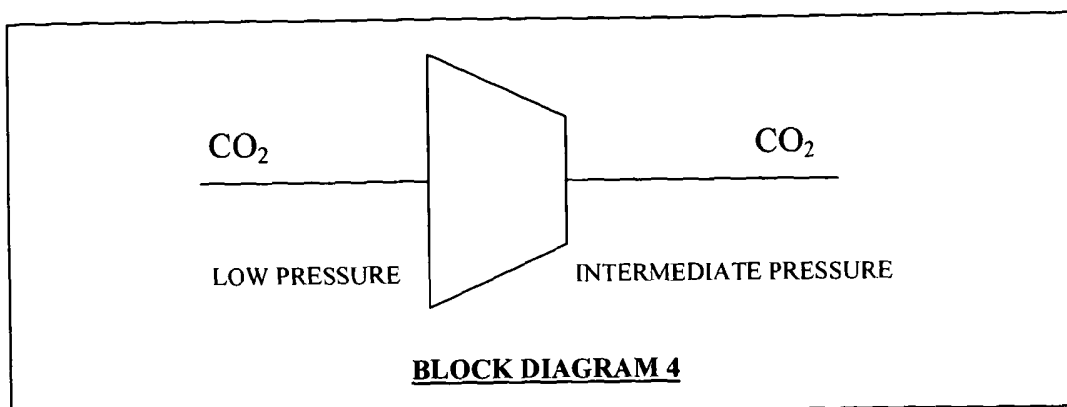 CO₂
CO₂
LOW PRESSURE
INTERMEDIATE PRESSURE
BLOCK DIAGRAM 4